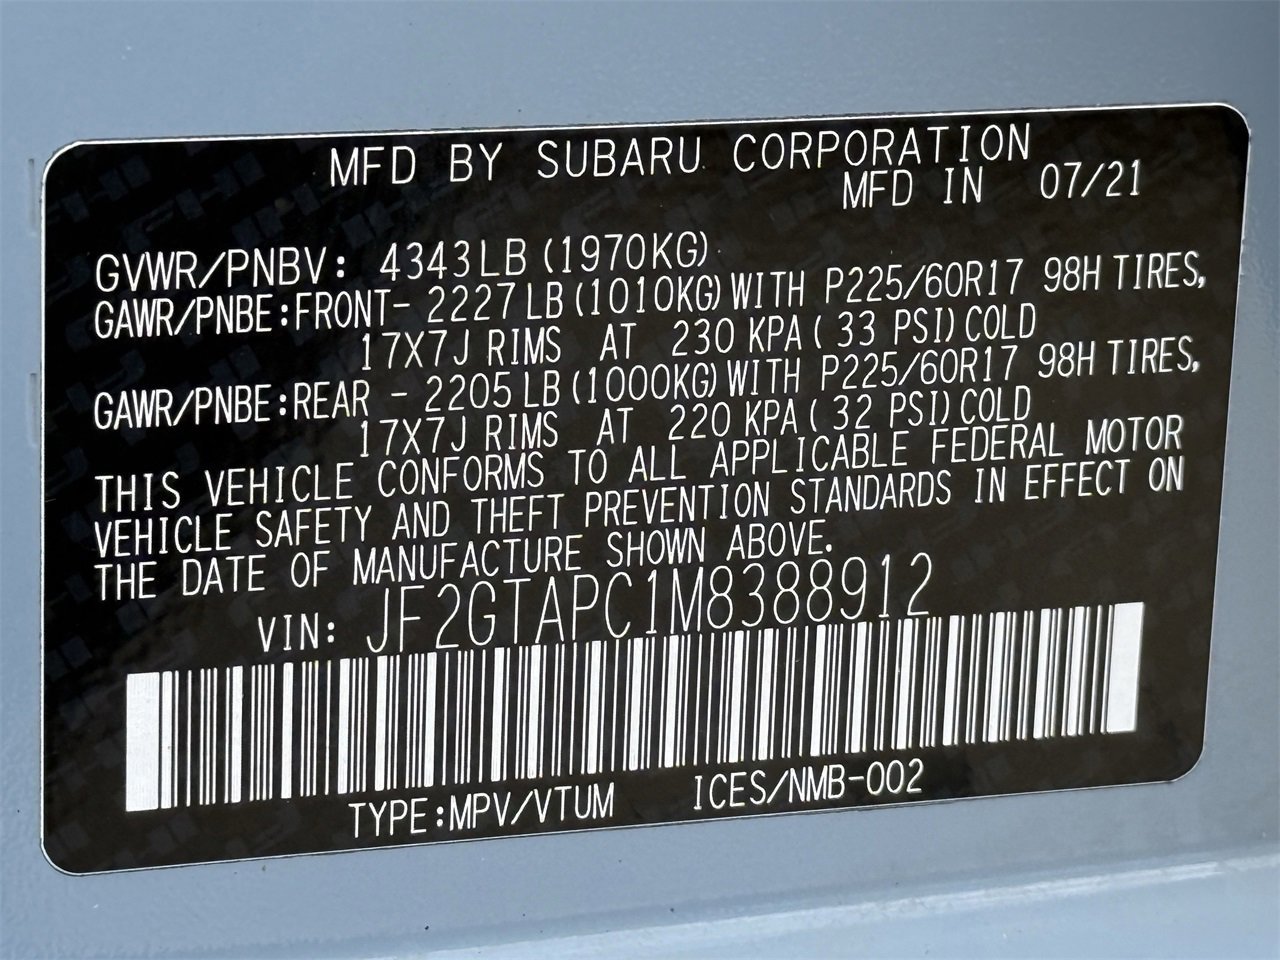 MFD BY SUBARU CORPORATION
MFD IN 07/21
GVWR/PNBV: 4343LB (1970KG)
GAWR/PNBE:FRONT- 2227LB(1010KG)WITH P225/60R17 98H TIRES,
17X7J RIMS AT 230 KPA( 33 PSI)COLD
GAWR/PNBE:REAR - 2205LB(1000KG)WITH P225/60R17 98H TIRES,
17X7J RIMS AT 220 KPA( 32 PSI)COLD
THIS VEHICLE CONFORMS TO ALL APPLICABLE FEDERAL MOTOR
VEHICLE SAFETY AND THEFT PREVENTION STANDARDS IN EFFECT ON
THE DATE OF MANUFACTURE SHOWN ABOVE.
VIN: JF2GTAPC1M8388912
TYPE:MPV/VTUM ICES/NMB-002